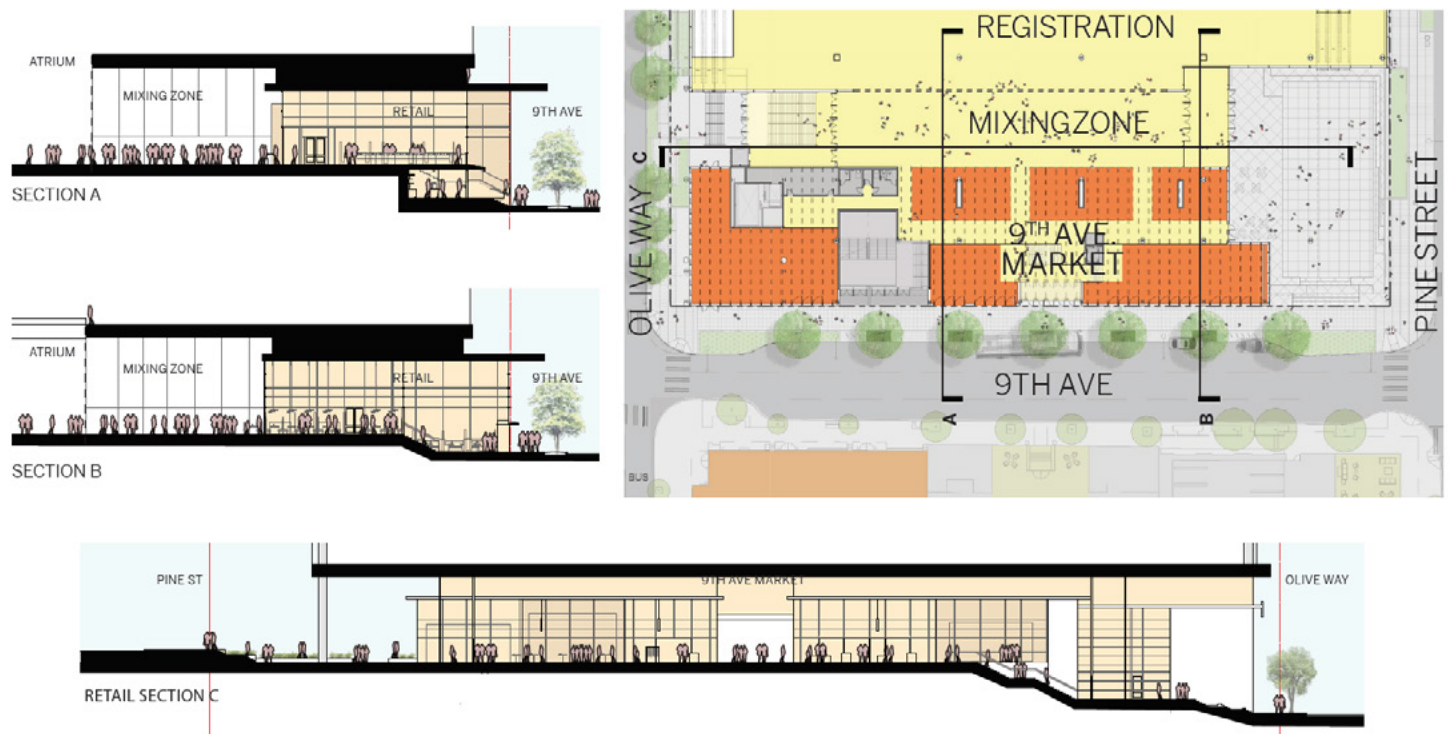 ATRIUM
MIXING ZONE
RETAIL
9TH AVE
SECTION A
ATRIUM
MIXING ZONE
RETAIL
9TH AVE
SECTION B
REGISTRATION
MIXINGZONE
C
OLIVE WAY
PINE STREET
9TH AVE.
MARKET
9TH AVE
A
B
BUS
PINE ST
9TH AVE MARKET
OLIVE WAY
RETAIL SECTION C